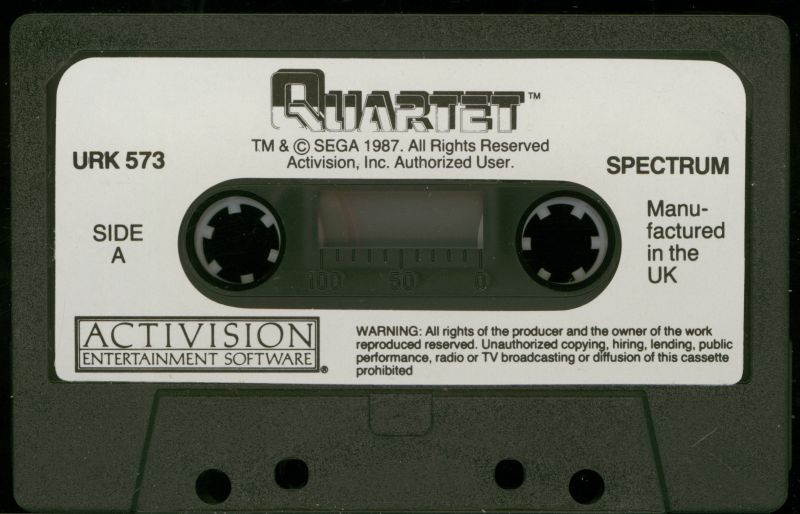 QUARTET™
TM & © SEGA 1987. All Rights Reserved
Activision, Inc. Authorized User.
URK 573
SPECTRUM
SIDE
A
Manu-
factured
in the
UK
100 50 0
ACTIVISION
ENTERTAINMENT SOFTWARE®
WARNING: All rights of the producer and the owner of the work
reproduced reserved. Unauthorized copying, hiring, lending, public
performance, radio or TV broadcasting or diffusion of this cassette
prohibited